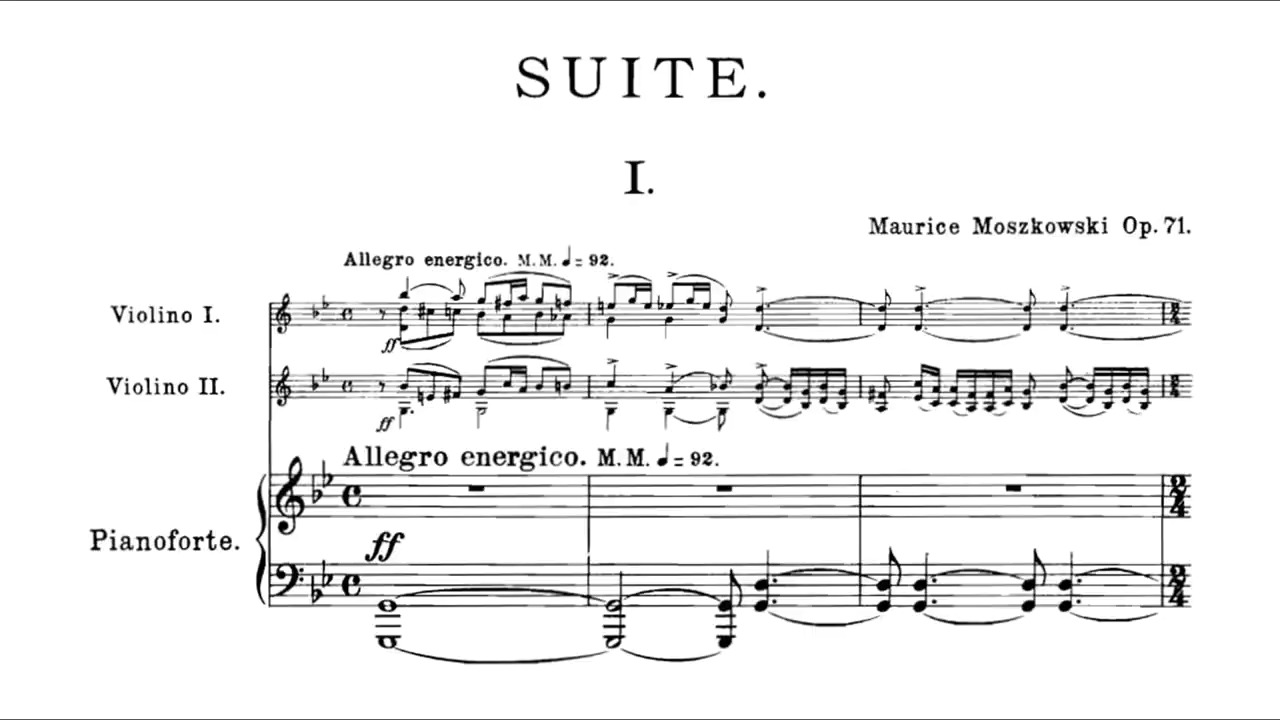 SUITE.
I.
Maurice Moszkowski Op. 71.
Allegro energico. M.M. ♩= 92.
Violino I.
ff
Violino II.
ff
Allegro energico. M.M. ♩= 92.
Pianoforte.
ff